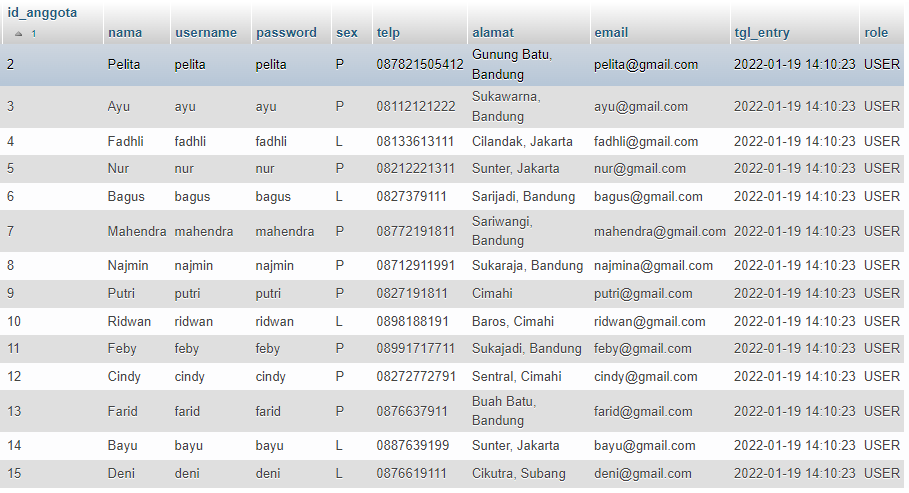 id_anggota
1
nama username password sex telp alamat email tgl_entry role
2 Pelita pelita pelita P 087821505412 Gunung Batu, Bandung pelita@gmail.com 2022-01-19 14:10:23 USER
3 Ayu ayu ayu P 08112121222 Sukawarna, Bandung ayu@gmail.com 2022-01-19 14:10:23 USER
4 Fadhli fadhli fadhli L 08133613111 Cilandak, Jakarta fadhli@gmail.com 2022-01-19 14:10:23 USER
5 Nur nur nur P 08212221311 Sunter, Jakarta nur@gmail.com 2022-01-19 14:10:23 USER
6 Bagus bagus bagus L 0827379111 Sarijadi, Bandung bagus@gmail.com 2022-01-19 14:10:23 USER
7 Mahendra mahendra mahendra P 08772191811 Sariwangi, Bandung mahendra@gmail.com 2022-01-19 14:10:23 USER
8 Najmin najmin najmin P 08712911991 Sukaraja, Bandung najmina@gmail.com 2022-01-19 14:10:23 USER
9 Putri putri putri P 0827191811 Cimahi putri@gmail.com 2022-01-19 14:10:23 USER
10 Ridwan ridwan ridwan L 0898188191 Baros, Cimahi ridwan@gmail.com 2022-01-19 14:10:23 USER
11 Feby feby feby P 08991717711 Sukajadi, Bandung feby@gmail.com 2022-01-19 14:10:23 USER
12 Cindy cindy cindy P 08272772791 Sentral, Cimahi cindy@gmail.com 2022-01-19 14:10:23 USER
13 Farid farid farid P 0876637911 Buah Batu, Bandung farid@gmail.com 2022-01-19 14:10:23 USER
14 Bayu bayu bayu L 0887639199 Sunter, Jakarta bayu@gmail.com 2022-01-19 14:10:23 USER
15 Deni deni deni L 0876619111 Cikutra, Subang deni@gmail.com 2022-01-19 14:10:23 USER